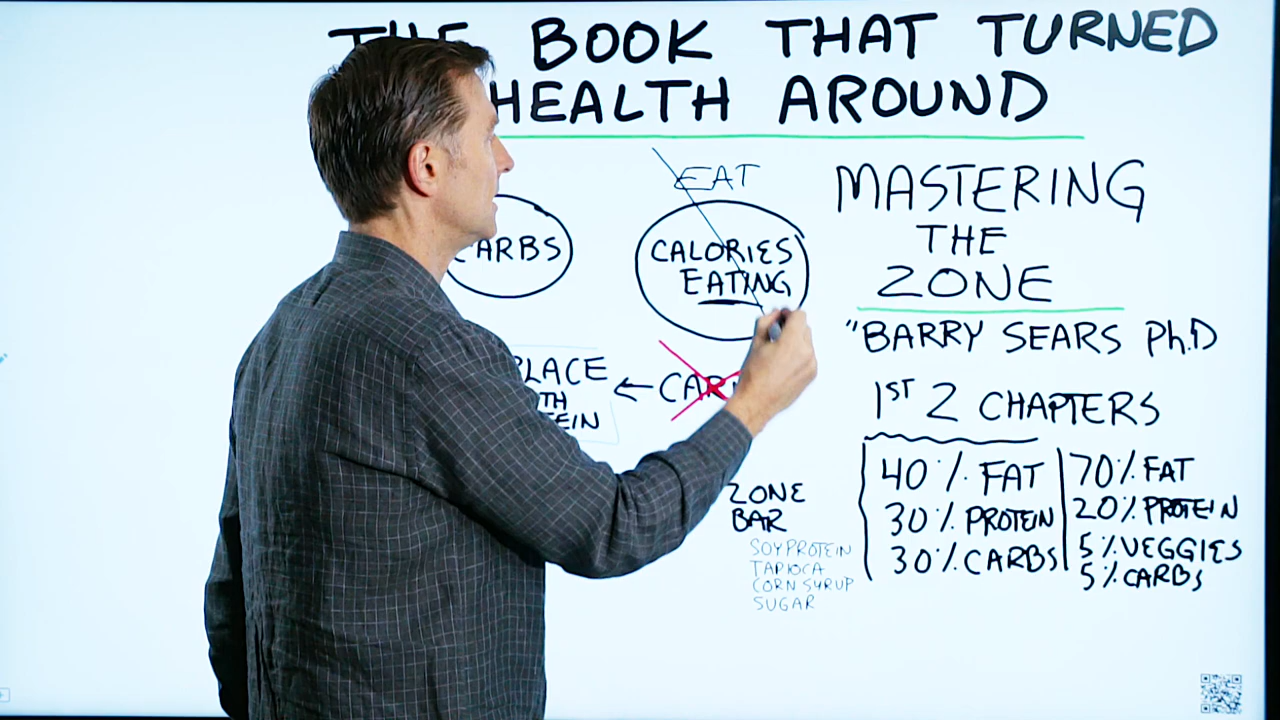 THE BOOK THAT TURNED
HEALTH AROUND
EAT
CARBS
CALORIES
EATING
MASTERING
THE
ZONE
"BARRY SEARS Ph.D
1ST 2 CHAPTERS
40% FAT
30% PROTEIN
30% CARBS
70% FAT
20% PROTEIN
5% VEGGIES
5% CARBS
ZONE
BAR
SOY PROTEIN
TAPIOCA
CORN SYRUP
SUGAR